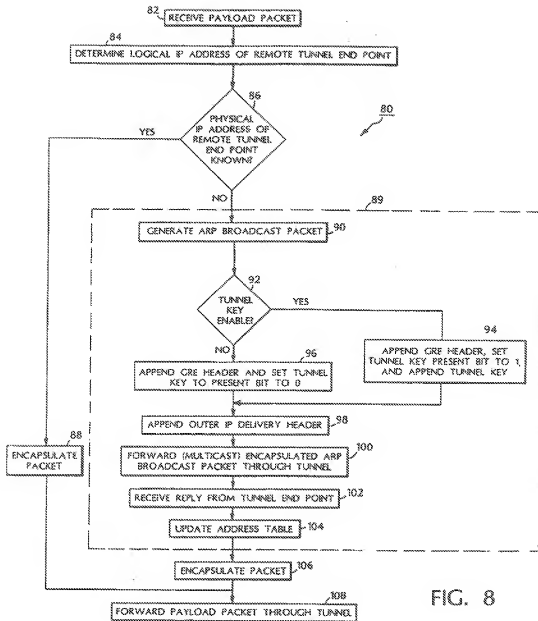 82
RECEIVE PAYLOAD PACKET
84
DETERMINE LOGICAL IP ADDRESS OF REMOTE TUNNEL END POINT
86
80
PHYSICAL
IP ADDRESS OF
REMOTE TUNNEL
END POINT
KNOWN?
YES
NO
89
GENERATE ARP BROADCAST PACKET
90
92
TUNNEL
KEY
ENABLE?
YES
NO
94
APPEND GRE HEADER, SET
TUNNEL KEY PRESENT BIT TO 1,
AND APPEND TUNNEL KEY
96
APPEND GRE HEADER AND SET TUNNEL
KEY TO PRESENT BIT TO 0
APPEND OUTER IP DELIVERY HEADER
98
100
FORWARD (MULTICAST) ENCAPSULATED ARP
BROADCAST PACKET THROUGH TUNNEL
88
ENCAPSULATE
PACKET
RECEIVE REPLY FROM TUNNEL END POINT
102
UPDATE ADDRESS TABLE
104
ENCAPSULATE PACKET
106
108
FORWARD PAYLOAD PACKET THROUGH TUNNEL
FIG. 8